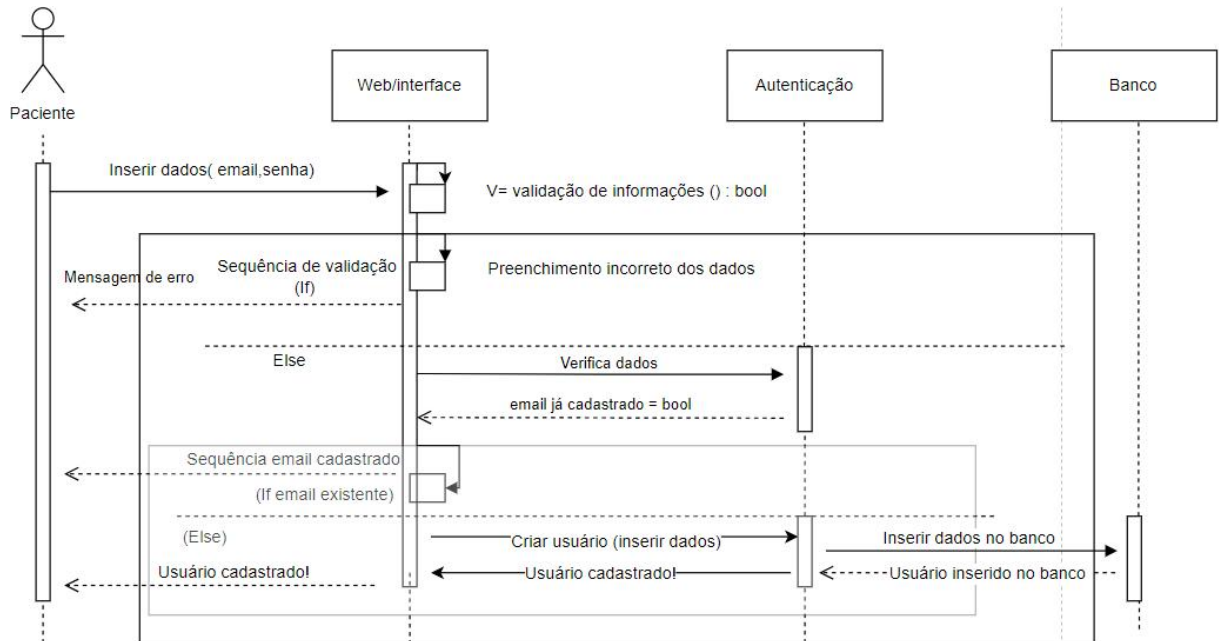 Paciente
Web/interface
Autenticação
Banco
Inserir dados( email,senha)
V= validação de informações () : bool
Mensagem de erro
Sequência de validação
(If)
Preenchimento incorreto dos dados
Else
Verifica dados
email já cadastrado = bool
Sequência email cadastrado
(If email existente)
(Else)
Criar usuário (inserir dados)
Inserir dados no banco
Usuário cadastrado!
Usuário cadastrado!
Usuário inserido no banco